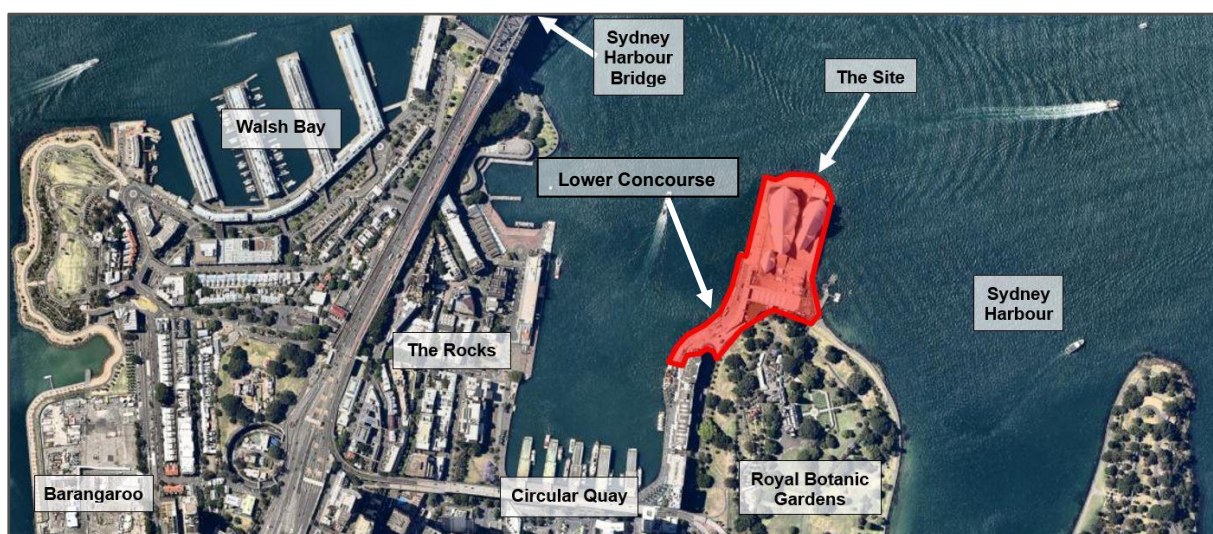 Sydney
Harbour
Bridge
The Site
Walsh Bay
Lower Concourse
Sydney
Harbour
The Rocks
Barangaroo
Circular Quay
Royal Botanic
Gardens